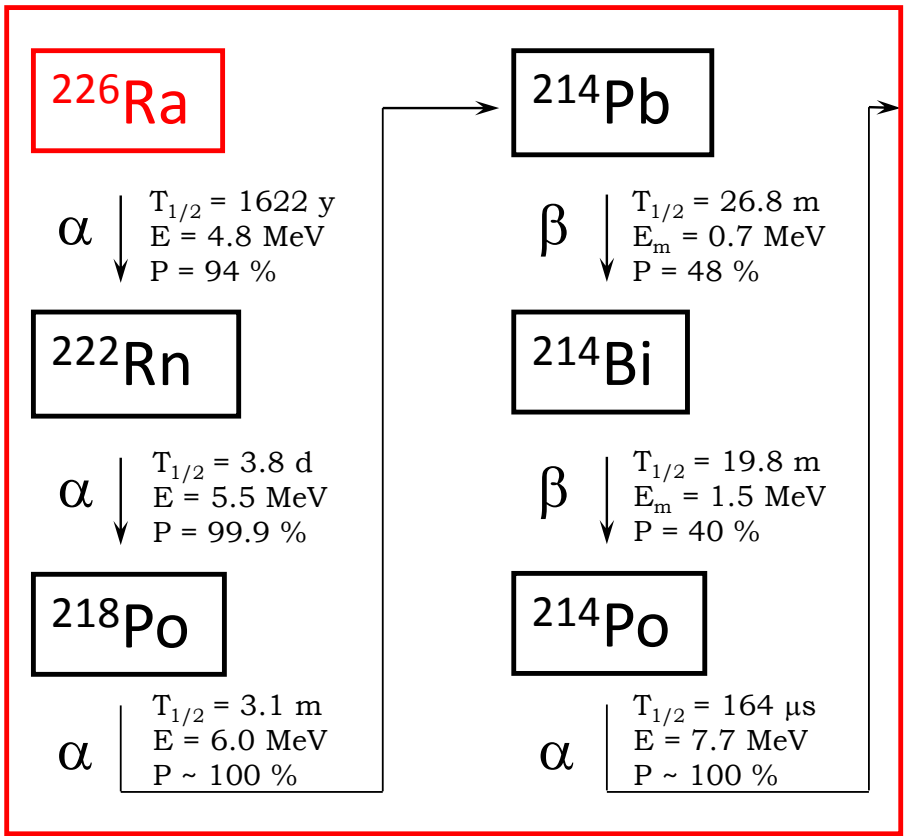 ²²⁶Ra
α
T₁/₂ = 1622 y
E = 4.8 MeV
P = 94 %
²²²Rn
α
T₁/₂ = 3.8 d
E = 5.5 MeV
P = 99.9 %
²¹⁸Po
α
T₁/₂ = 3.1 m
E = 6.0 MeV
P ~ 100 %
²¹⁴Pb
β
T₁/₂ = 26.8 m
Eₘ = 0.7 MeV
P = 48 %
²¹⁴Bi
β
T₁/₂ = 19.8 m
Eₘ = 1.5 MeV
P = 40 %
²¹⁴Po
α
T₁/₂ = 164 μs
E = 7.7 MeV
P ~ 100 %